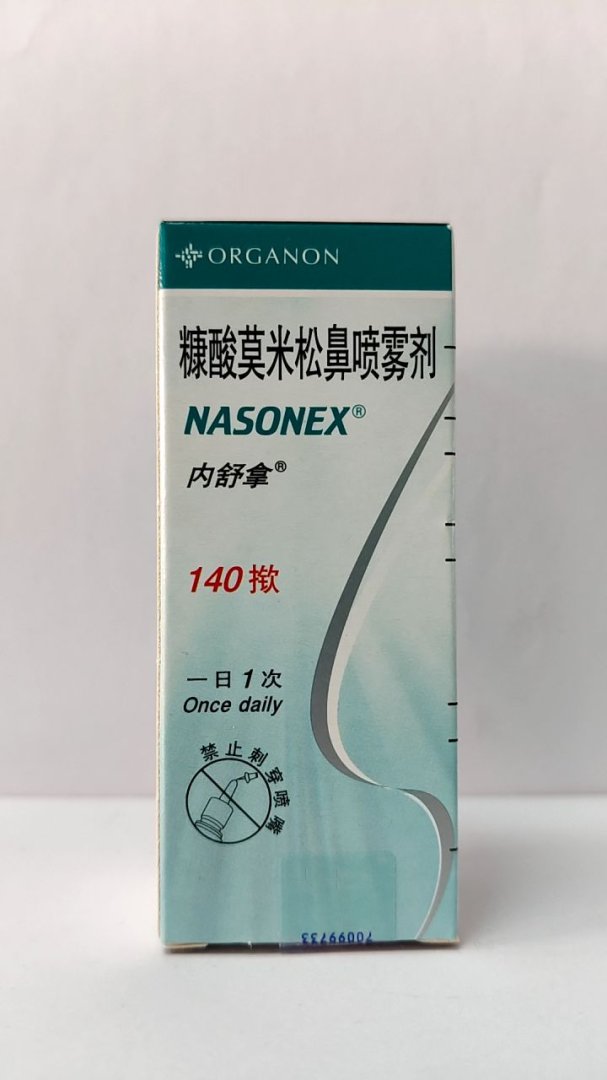 ORGANON
糠酸莫米松鼻喷雾剂
NASONEX®
内舒拿®
140揿
一日1次
Once daily
禁止刺穿喷嘴
70099733